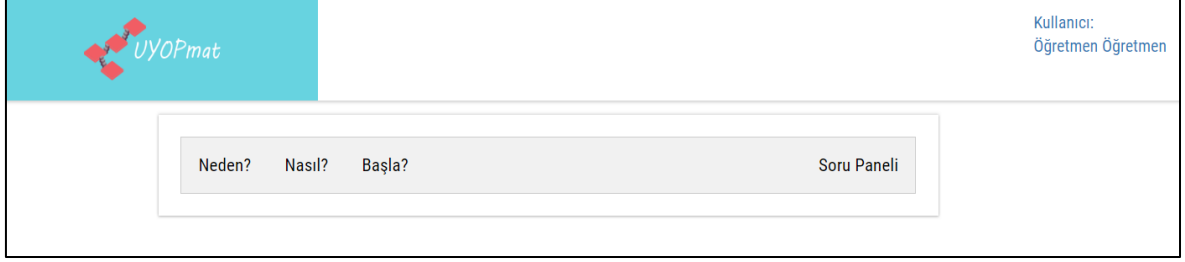 UYOPmat
Kullanıcı:
Öğretmen Öğretmen
Neden? Nasıl? Başla? Soru Paneli